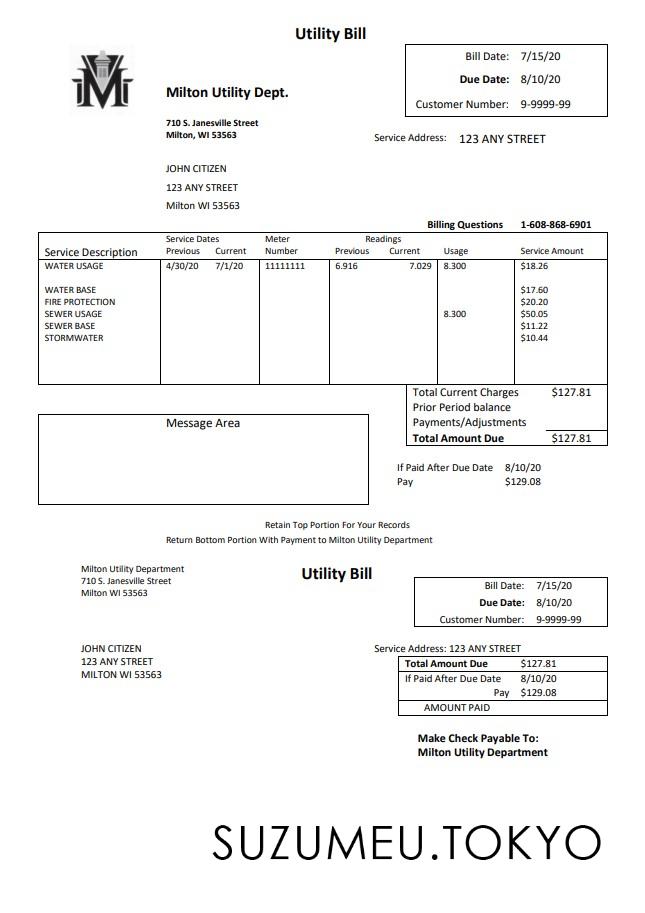 Utility Bill
Bill Date: 7/15/20
Due Date: 8/10/20
Customer Number: 9-9999-99
Milton Utility Dept.
710 S. Janesville Street
Milton, WI 53563
Service Address: 123 ANY STREET
JOHN CITIZEN
123 ANY STREET
Milton WI 53563
Billing Questions 1-608-868-6901
Service Dates Meter Readings
Service Description Previous Current Number Previous Current Usage Service Amount
WATER USAGE 4/30/20 7/1/20 11111111 6.916 7.029 8.300 $18.26
WATER BASE $17.60
FIRE PROTECTION $20.20
SEWER USAGE 8.300 $50.05
SEWER BASE $11.22
STORMWATER $10.44
Total Current Charges $127.81
Prior Period balance
Payments/Adjustments
Total Amount Due $127.81
Message Area
If Paid After Due Date 8/10/20
Pay $129.08
Retain Top Portion For Your Records
Return Bottom Portion With Payment to Milton Utility Department
Milton Utility Department
710 S. Janesville Street
Milton WI 53563
Utility Bill
Bill Date: 7/15/20
Due Date: 8/10/20
Customer Number: 9-9999-99
JOHN CITIZEN
123 ANY STREET
MILTON WI 53563
Service Address: 123 ANY STREET
Total Amount Due $127.81
If Paid After Due Date 8/10/20
Pay $129.08
AMOUNT PAID
Make Check Payable To:
Milton Utility Department
SUZUMEU.TOKYO